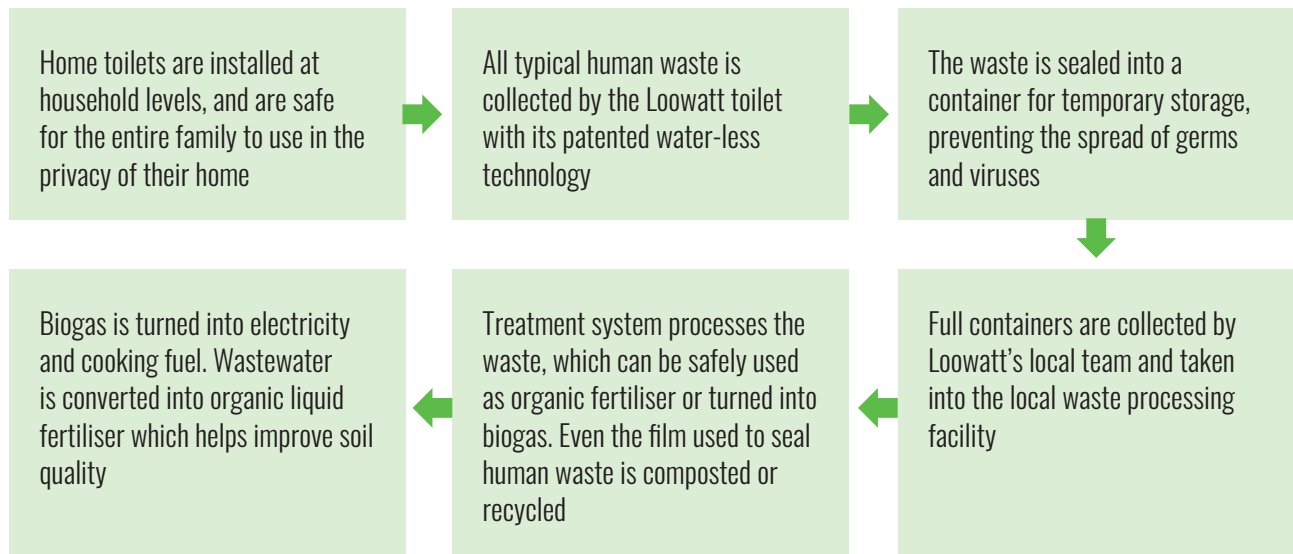 Home toilets are installed at
household levels, and are safe
for the entire family to use in the
privacy of their home
All typical human waste is
collected by the Loowatt toilet
with its patented water-less
technology
The waste is sealed into a
container for temporary storage,
preventing the spread of germs
and viruses
Full containers are collected by
Loowatt’s local team and taken
into the local waste processing
facility
Treatment system processes the
waste, which can be safely used
as organic fertiliser or turned into
biogas. Even the film used to seal
human waste is composted or
recycled
Biogas is turned into electricity
and cooking fuel. Wastewater
is converted into organic liquid
fertiliser which helps improve soil
quality